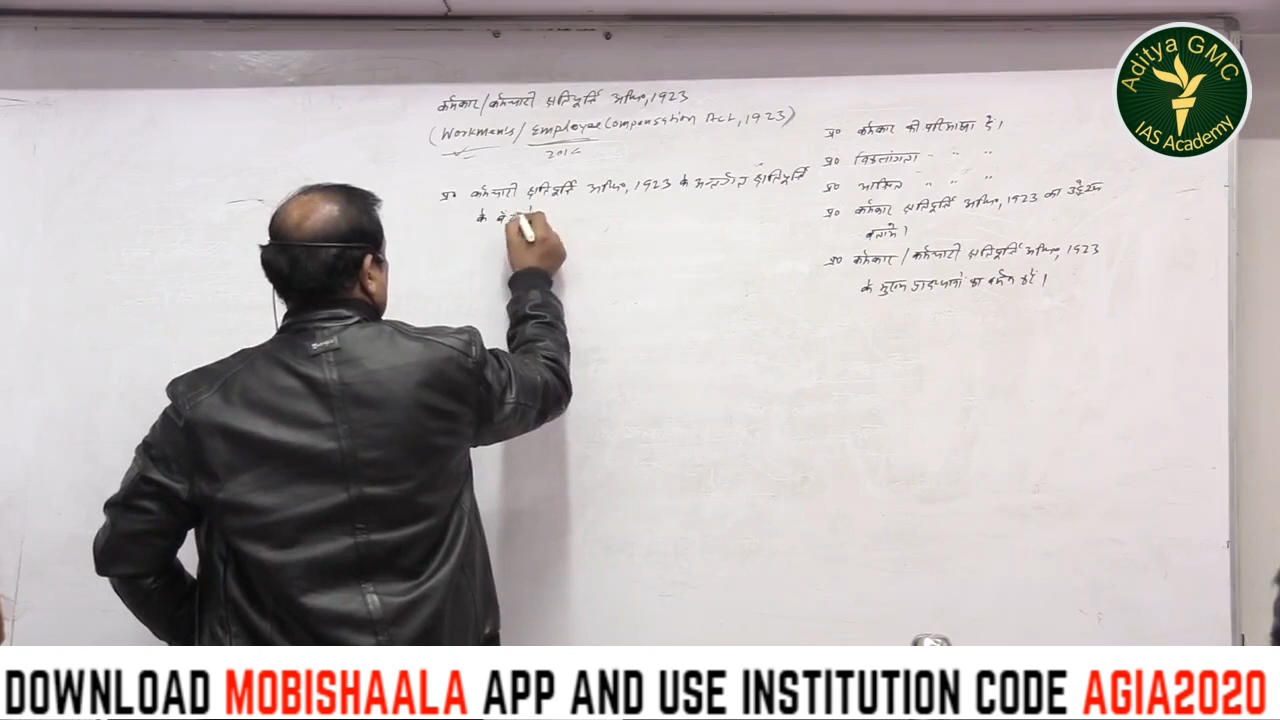 कर्मकार/कर्मचारी क्षतिपूर्ति अधि०, 1923
(Workmens/Employee Compensation Act, 1923)
प्र० कर्मचारी क्षतिपूर्ति अधि०, 1923 के अन्तर्गत क्षतिपूर्ति
के
प्र० कर्मकार की परिभाषा दें।
प्र० विकलांगता " " "
प्र० मालिक " " "
प्र० कर्मकार क्षतिपूर्ति अधि०, 1923 का उद्देश्य
बतायें।
प्र० कर्मकार/कर्मचारी क्षतिपूर्ति अधि०, 1923
के मुख्य प्रावधानों का वर्णन करें।
Aditya GMC
IAS Academy
DOWNLOAD MOBISHAALA APP AND USE INSTITUTION CODE AGIA2020